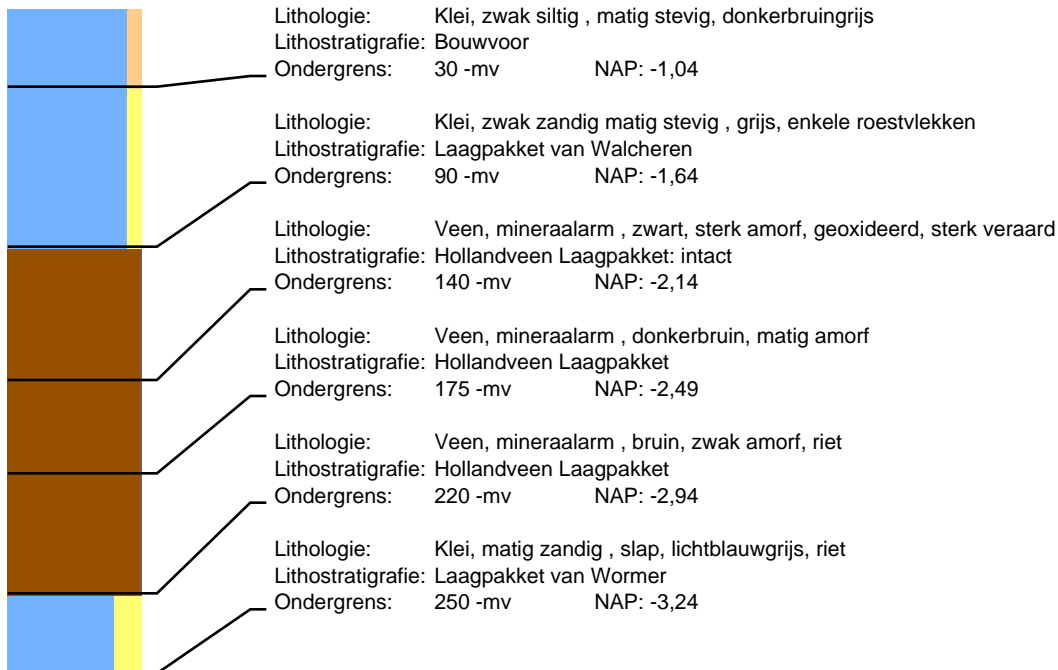 Lithologie: Klei, zwak siltig , matig stevig, donkerbruingrijs
Lithostratigrafie: Bouwvoor
Ondergrens: 30 -mv NAP: -1,04
Lithologie: Klei, zwak zandig matig stevig , grijs, enkele roestvlekken
Lithostratigrafie: Laagpakket van Walcheren
Ondergrens: 90 -mv NAP: -1,64
Lithologie: Veen, mineraalarm , zwart, sterk amorf, geoxideerd, sterk veraard
Lithostratigrafie: Hollandveen Laagpakket: intact
Ondergrens: 140 -mv NAP: -2,14
Lithologie: Veen, mineraalarm , donkerbruin, matig amorf
Lithostratigrafie: Hollandveen Laagpakket
Ondergrens: 175 -mv NAP: -2,49
Lithologie: Veen, mineraalarm , bruin, zwak amorf, riet
Lithostratigrafie: Hollandveen Laagpakket
Ondergrens: 220 -mv NAP: -2,94
Lithologie: Klei, matig zandig , slap, lichtblauwgrijs, riet
Lithostratigrafie: Laagpakket van Wormer
Ondergrens: 250 -mv NAP: -3,24